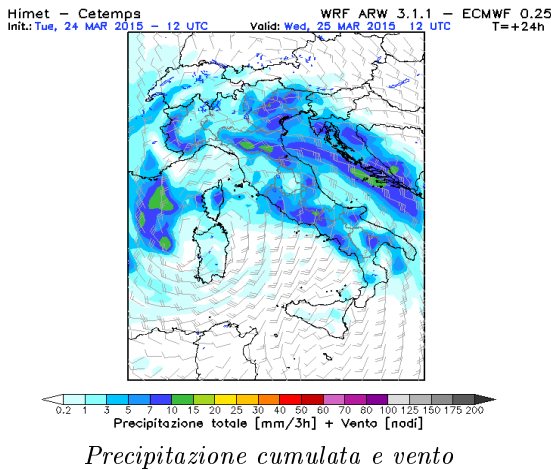 Himet – Cetemps WRF ARW 3.1.1 – ECMWF 0.25
Init.: Tue, 24 MAR 2015 – 12 UTC Valid: Wed, 25 MAR 2015 12 UTC T=+24h
0.2 1 3 5 7 10 15 20 25 30 40 50 60 70 80 100 125 150 175 200
Precipitazione totale [mm/3h] + Vento [nodi]
Precipitazione cumulata e vento